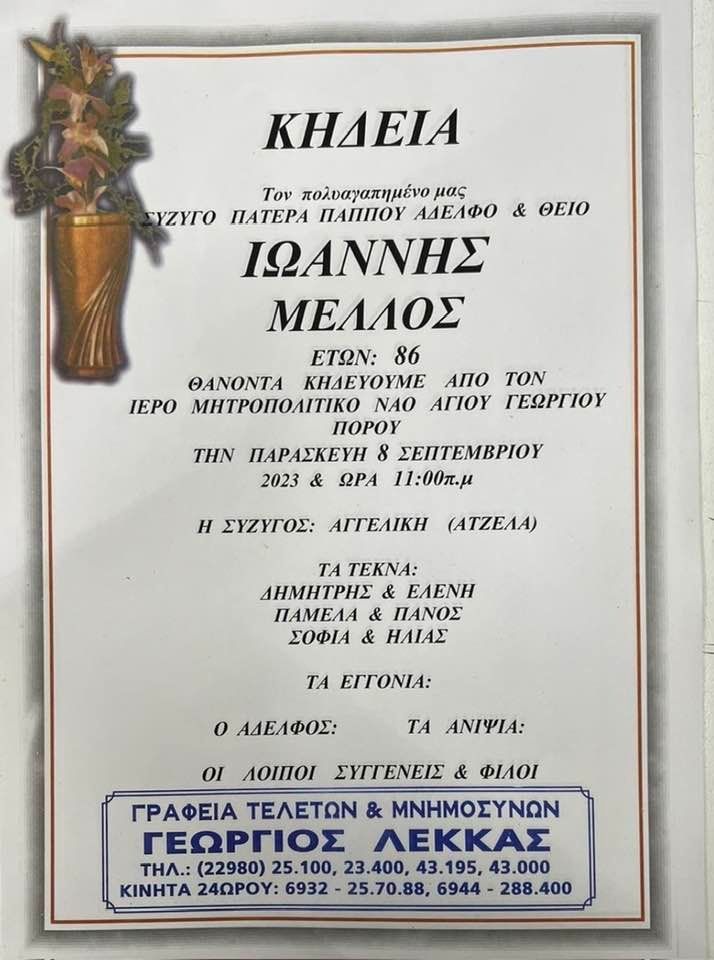 ΚΗΔΕΙΑ
Τον πολυαγαπημένο μας
ΣΥΖΥΓΟ ΠΑΤΕΡΑ ΠΑΠΠΟΥ ΑΔΕΛΦΟ & ΘΕΙΟ
ΙΩΑΝΝΗΣ
ΜΕΛΛΟΣ
ΕΤΩΝ: 86
ΘΑΝΟΝΤΑ ΚΗΔΕΥΟΥΜΕ ΑΠΟ ΤΟΝ
ΙΕΡΟ ΜΗΤΡΟΠΟΛΙΤΙΚΟ ΝΑΟ ΑΓΙΟΥ ΓΕΩΡΓΙΟΥ
ΠΟΡΟΥ
ΤΗΝ ΠΑΡΑΣΚΕΥΗ 8 ΣΕΠΤΕΜΒΡΙΟΥ
2023 & ΩΡΑ 11:00π.μ
Η ΣΥΖΥΓΟΣ: ΑΓΓΕΛΙΚΗ (ΑΤΖΕΛΑ)
ΤΑ ΤΕΚΝΑ:
ΔΗΜΗΤΡΗΣ & ΕΛΕΝΗ
ΠΑΜΕΛΑ & ΠΑΝΟΣ
ΣΟΦΙΑ & ΗΛΙΑΣ
ΤΑ ΕΓΓΟΝΙΑ:
Ο ΑΔΕΛΦΟΣ: ΤΑ ΑΝΙΨΙΑ:
ΟΙ ΛΟΙΠΟΙ ΣΥΓΓΕΝΕΙΣ & ΦΙΛΟΙ
ΓΡΑΦΕΙΑ ΤΕΛΕΤΩΝ & ΜΝΗΜΟΣΥΝΩΝ
ΓΕΩΡΓΙΟΣ ΛΕΚΚΑΣ
ΤΗΛ.: (22980) 25.100, 23.400, 43.195, 43.000
ΚΙΝΗΤΑ 24ΩΡΟΥ: 6932 - 25.70.88, 6944 - 288.400